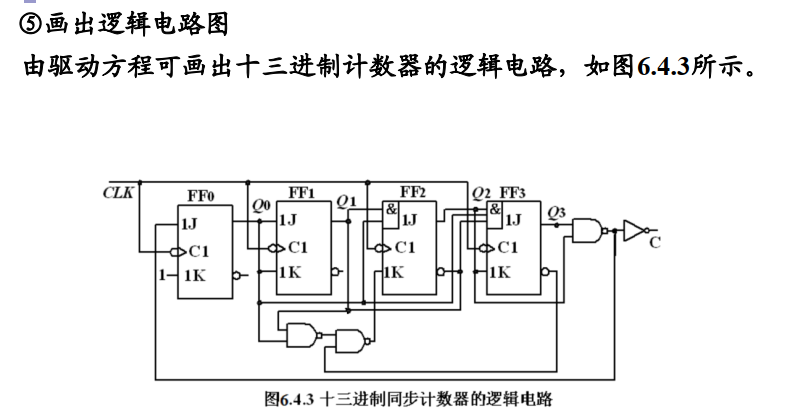 ⑤画出逻辑电路图
由驱动方程可画出十三进制计数器的逻辑电路，如图6.4.3所示。
CLK FF0 Q0 FF1 Q1 FF2 Q2 FF3 Q3
& &
1J 1J 1J 1J
C1 C1 C1 C1 C
1 1K 1K 1K 1K
图6.4.3 十三进制同步计数器的逻辑电路